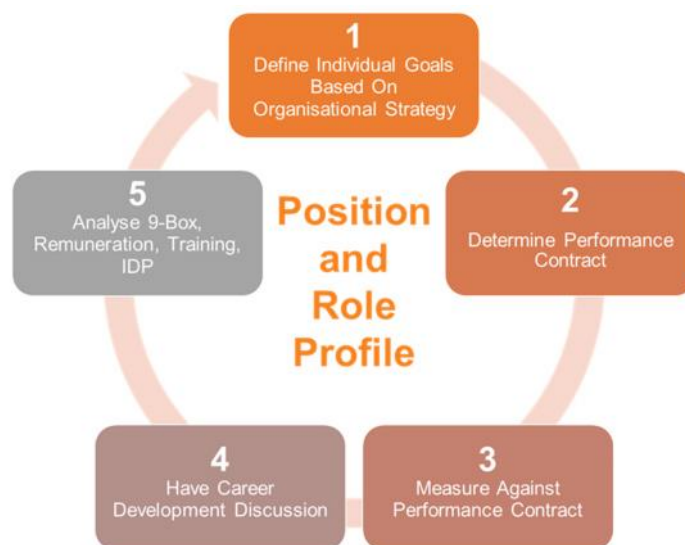 1
Define Individual Goals
Based On
Organisational Strategy
2
Determine Performance
Contract
3
Measure Against
Performance Contract
4
Have Career
Development Discussion
5
Analyse 9-Box,
Remuneration, Training,
IDP
Position
and
Role
Profile